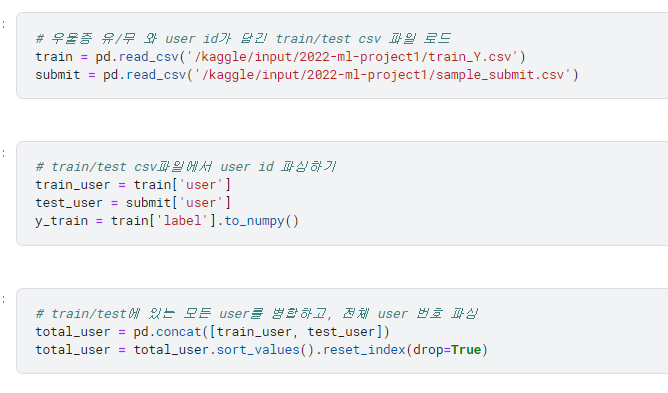 # 우울증 유/무 와 user id가 담긴 train/test csv 파일 로드
train = pd.read_csv('/kaggle/input/2022-ml-project1/train_Y.csv')
submit = pd.read_csv('/kaggle/input/2022-ml-project1/sample_submit.csv')
# train/test csv파일에서 user id 파싱하기
train_user = train['user']
test_user = submit['user']
y_train = train['label'].to_numpy()
# train/test에 있는 모든 user를 병합하고, 전체 user 번호 파싱
total_user = pd.concat([train_user, test_user])
total_user = total_user.sort_values().reset_index(drop=True)